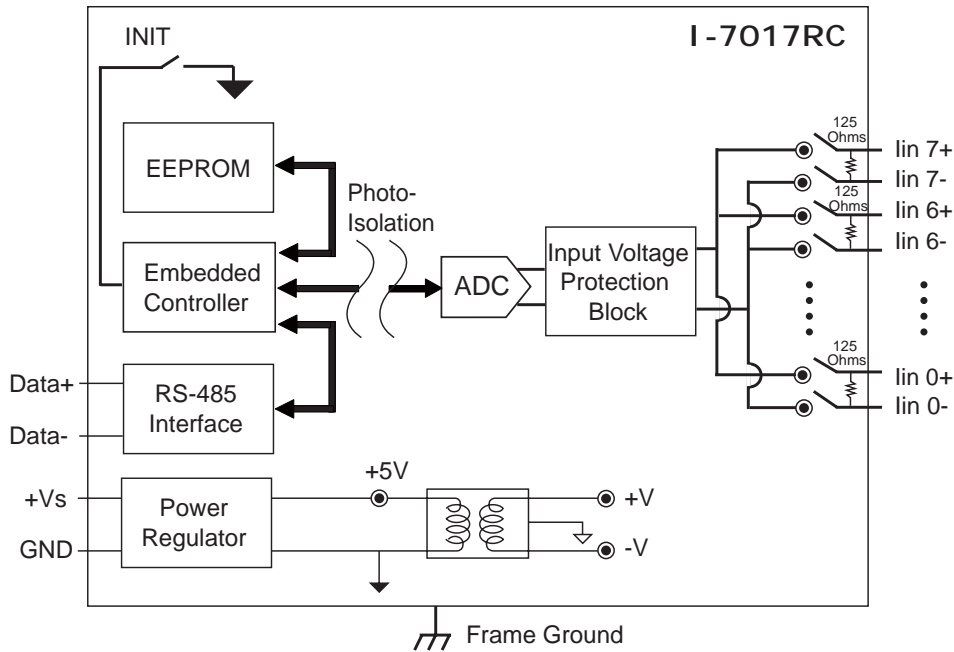 I-7017RC
INIT
EEPROM
Photo-
Isolation
Embedded
Controller
ADC
Input Voltage
Protection
Block
125
Ohms
Iin 7+
Iin 7-
125
Ohms
Iin 6+
Iin 6-
125
Ohms
Iin 0+
Iin 0-
Data+
Data-
RS-485
Interface
+Vs
GND
Power
Regulator
+5V
+V
-V
Frame Ground